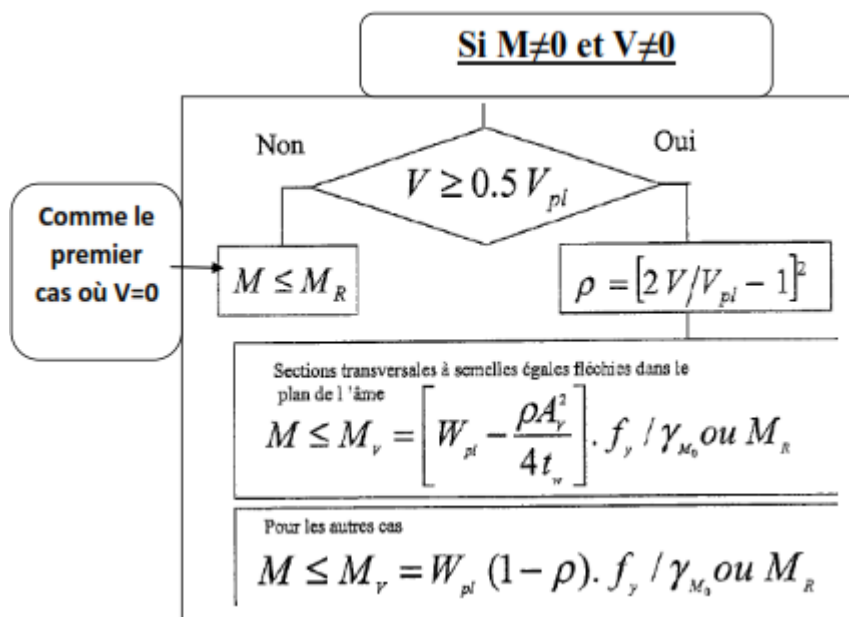 Si M≠0 et V≠0
Non
Oui
V ≥ 0.5 V_pl
Comme le
premier
cas où V=0
M ≤ M_R
ρ = [2 V/V_pl − 1]²
Sections transversales à semelles égales fléchies dans le
plan de l 'âme
M ≤ M_V = [W_pl − ρA_V²/4t_w] . f_y / γ_M₀ ou M_R
Pour les autres cas
M ≤ M_V = W_pl (1 − ρ). f_y / γ_M₀ ou M_R